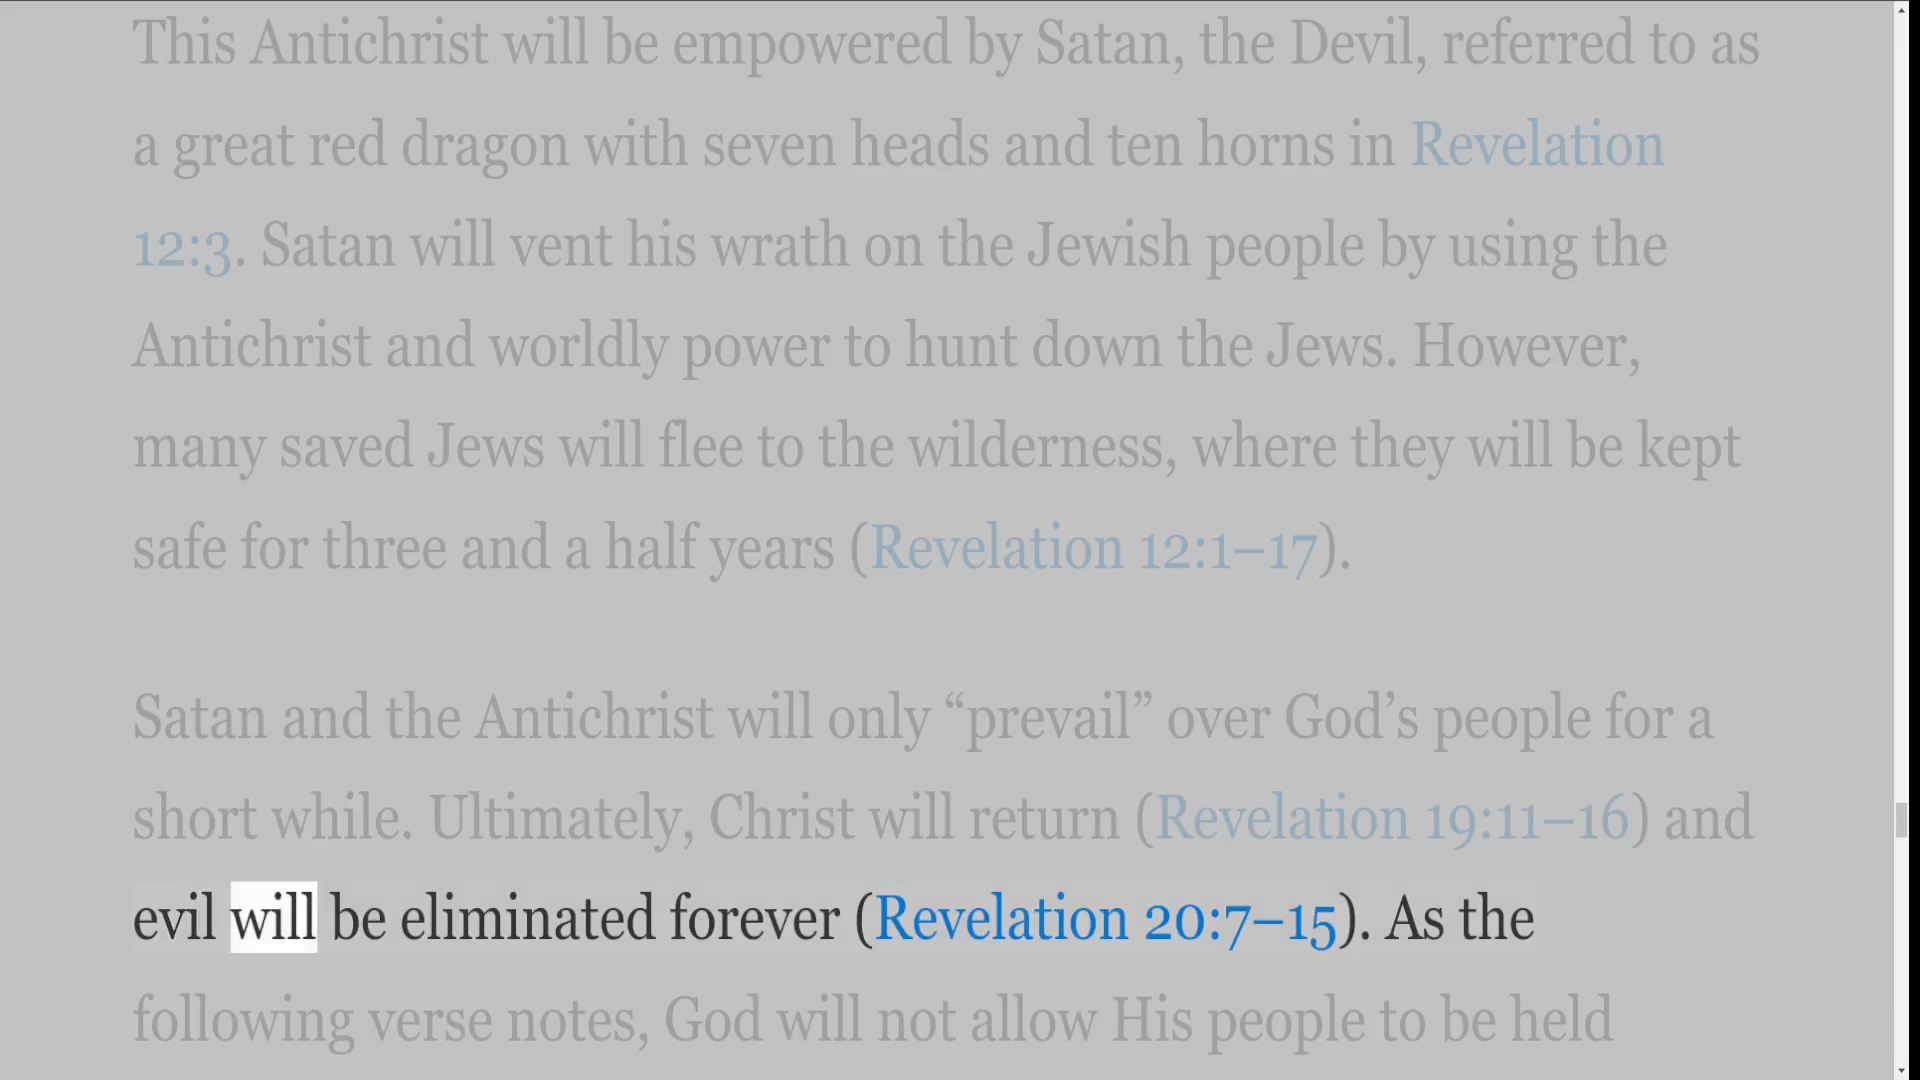 This Antichrist will be empowered by Satan, the Devil, referred to as
a great red dragon with seven heads and ten horns in Revelation
12:3. Satan will vent his wrath on the Jewish people by using the
Antichrist and worldly power to hunt down the Jews. However,
many saved Jews will flee to the wilderness, where they will be kept
safe for three and a half years (Revelation 12:1–17).
Satan and the Antichrist will only “prevail” over God’s people for a
short while. Ultimately, Christ will return (Revelation 19:11–16) and
evil will be eliminated forever (Revelation 20:7–15). As the
following verse notes, God will not allow His people to be held